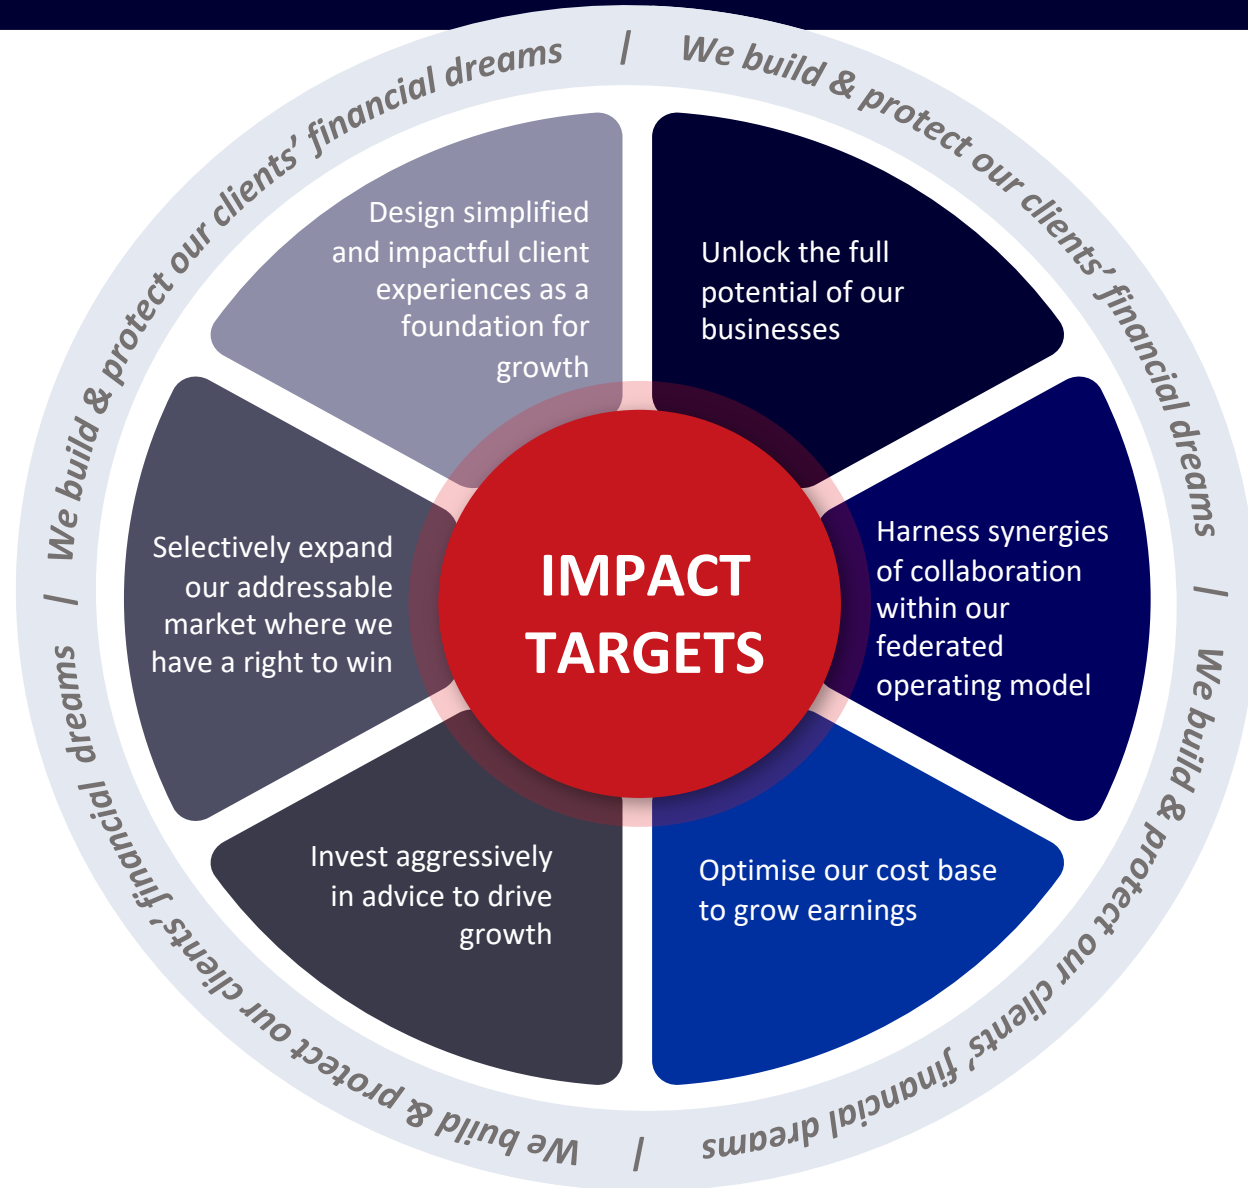 We build & protect our clients’ financial dreams | We build & protect our clients’ financial dreams | We build & protect our clients’ financial dreams | We build & protect our clients’ financial dreams |
Design simplified
and impactful client
experiences as a
foundation for
growth
Unlock the full
potential of our
businesses
Harness synergies
of collaboration
within our
federated
operating model
Optimise our cost base
to grow earnings
Invest aggressively
in advice to drive
growth
Selectively expand
our addressable
market where we
have a right to win
IMPACT
TARGETS